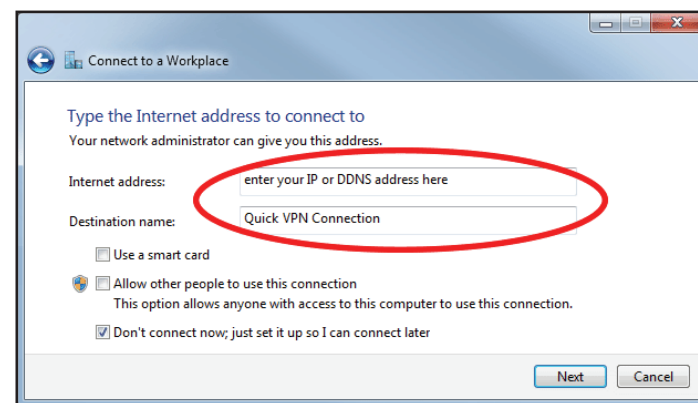 Connect to a Workplace
Type the Internet address to connect to
Your network administrator can give you this address.
Internet address: enter your IP or DDNS address here
Destination name: Quick VPN Connection
Use a smart card
Allow other people to use this connection
This option allows anyone with access to this computer to use this connection.
Don't connect now; just set it up so I can connect later
Next Cancel